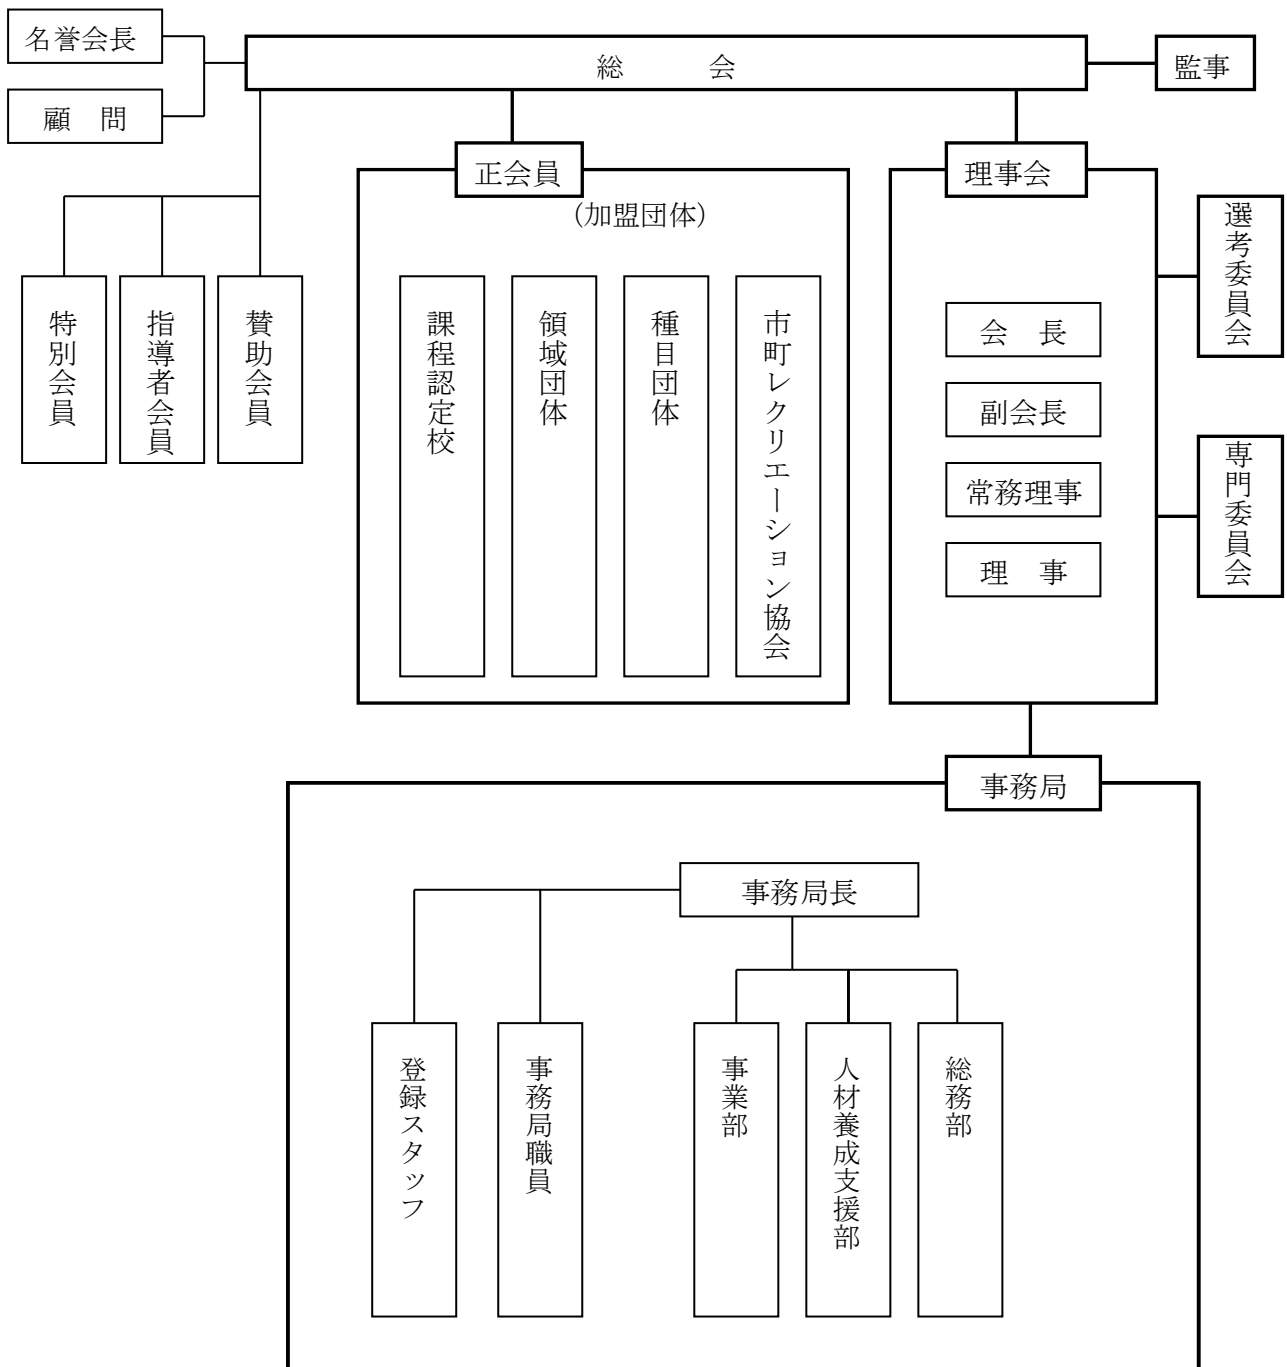 名誉会長
総　　　会
監事
顧　問
正会員
(加盟団体)
理事会
特別会員
指導者会員
賛助会員
課程認定校
領域団体
種目団体
市町レクリエーション協会
会　長
副会長
常務理事
理　事
選考委員会
専門委員会
事務局
事務局長
登録スタッフ
事務局職員
事業部
人材養成支援部
総務部